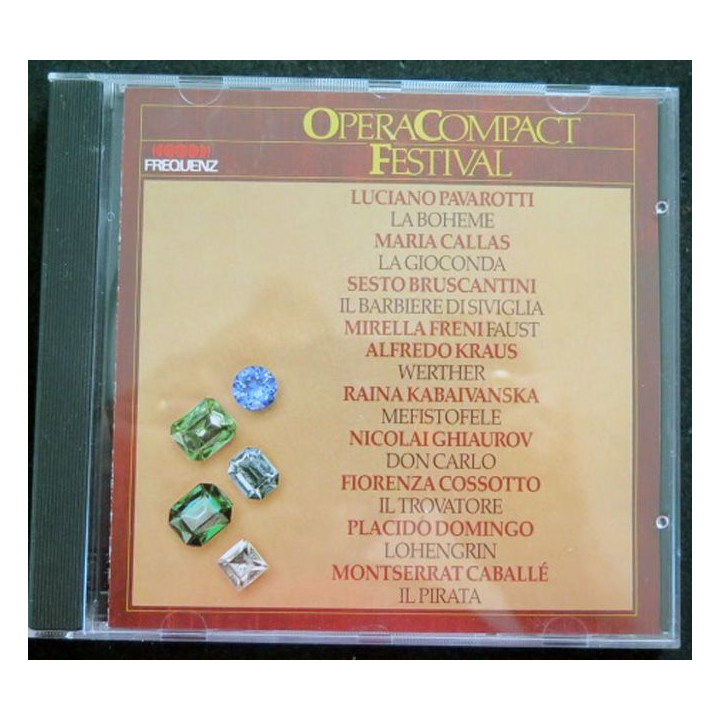 OPERACOMPACT
FESTIVAL
FREQUENZ
LUCIANO PAVAROTTI
LA BOHEME
MARIA CALLAS
LA GIOCONDA
SESTO BRUSCANTINI
IL BARBIERE DI SIVIGLIA
MIRELLA FRENI FAUST
ALFREDO KRAUS
WERTHER
RAINA KABAIVANSKA
MEFISTOFELE
NICOLAI GHIAUROV
DON CARLO
FIORENZA COSSOTTO
IL TROVATORE
PLACIDO DOMINGO
LOHENGRIN
MONTSERRAT CABALLÉ
IL PIRATA